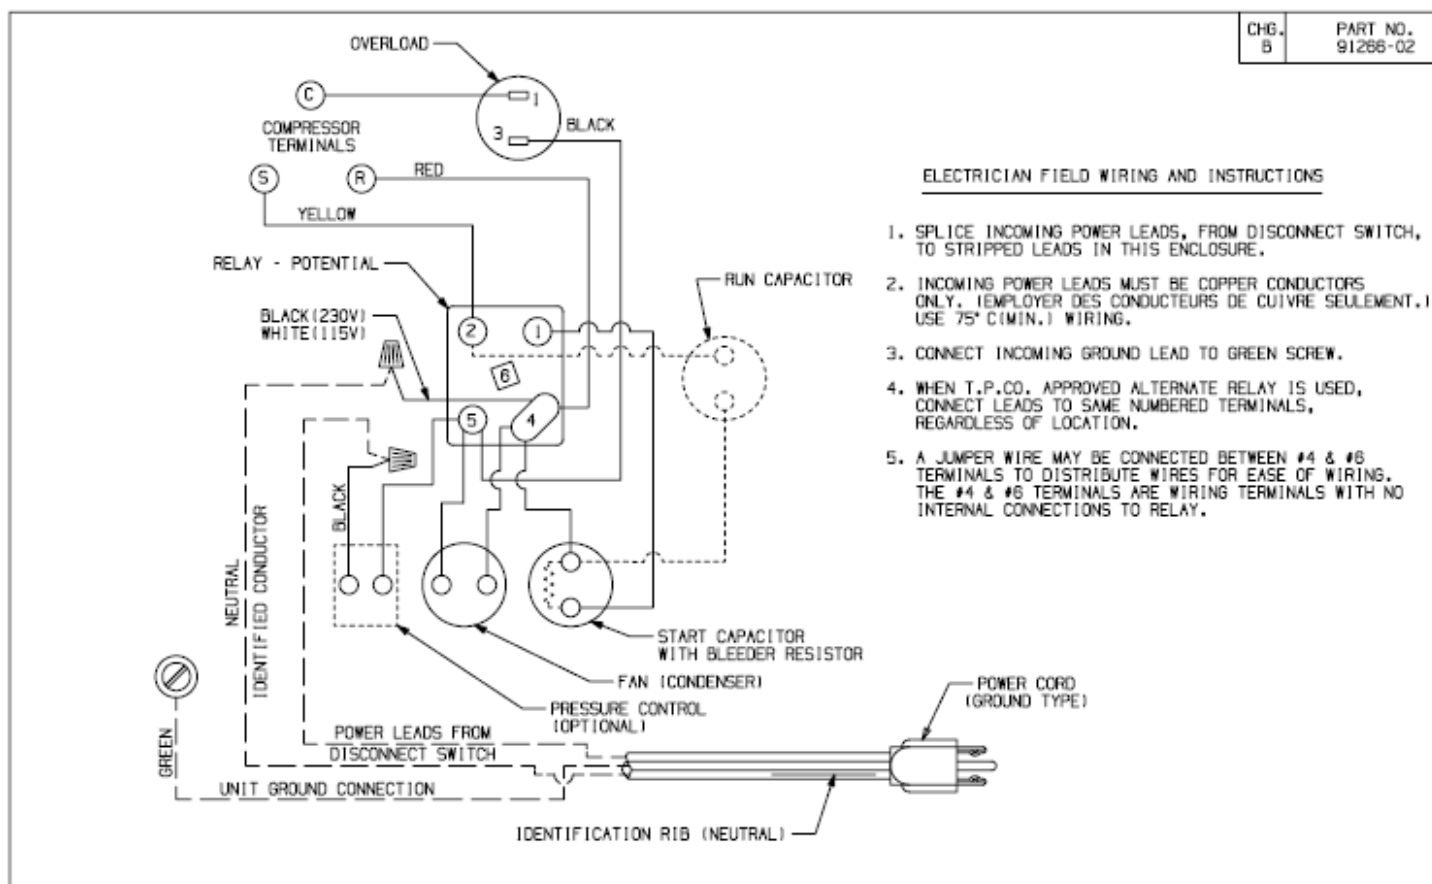 CHG.
B
PART NO.
91266-02
OVERLOAD
C
1
3
BLACK
COMPRESSOR
TERMINALS
S
R
RED
YELLOW
RELAY - POTENTIAL
RUN CAPACITOR
BLACK(230V)
WHITE(115V)
2
1
6
5
4
BLACK
NEUTRAL
IDENTIFIED CONDUCTOR
START CAPACITOR
WITH BLEEDER RESISTOR
FAN (CONDENSER)
PRESSURE CONTROL
(OPTIONAL)
POWER CORD
(GROUND TYPE)
POWER LEADS FROM
DISCONNECT SWITCH
GREEN
UNIT GROUND CONNECTION
IDENTIFICATION RIB (NEUTRAL)
ELECTRICIAN FIELD WIRING AND INSTRUCTIONS
1. SPLICE INCOMING POWER LEADS, FROM DISCONNECT SWITCH,
TO STRIPPED LEADS IN THIS ENCLOSURE.
2. INCOMING POWER LEADS MUST BE COPPER CONDUCTORS
ONLY. (EMPLOYER DES CONDUCTEURS DE CUIVRE SEULEMENT.)
USE 75° C(MIN.) WIRING.
3. CONNECT INCOMING GROUND LEAD TO GREEN SCREW.
4. WHEN T.P.CO. APPROVED ALTERNATE RELAY IS USED,
CONNECT LEADS TO SAME NUMBERED TERMINALS,
REGARDLESS OF LOCATION.
5. A JUMPER WIRE MAY BE CONNECTED BETWEEN #4 & #6
TERMINALS TO DISTRIBUTE WIRES FOR EASE OF WIRING.
THE #4 & #6 TERMINALS ARE WIRING TERMINALS WITH NO
INTERNAL CONNECTIONS TO RELAY.